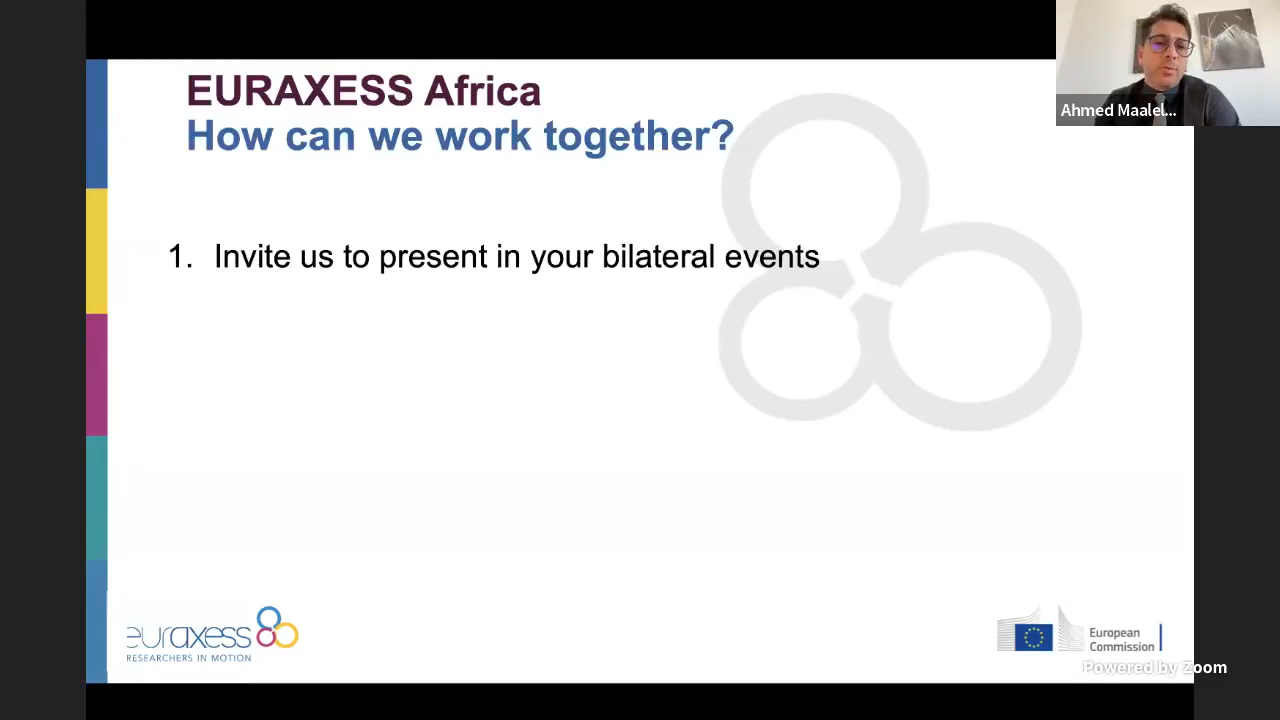 EURAXESS Africa
How can we work together?
Ahmed Maalel...
1. Invite us to present in your bilateral events
euraxess
RESEARCHERS IN MOTION
European
Commission
Powered by Zoom